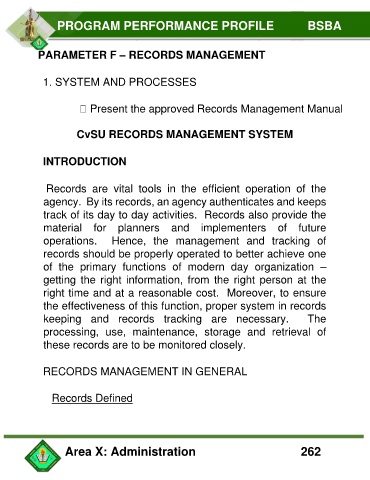 PROGRAM PERFORMANCE PROFILE BSBA
PARAMETER F – RECORDS MANAGEMENT
1. SYSTEM AND PROCESSES
Present the approved Records Management Manual
CvSU RECORDS MANAGEMENT SYSTEM
INTRODUCTION
Records are vital tools in the efficient operation of the
agency. By its records, an agency authenticates and keeps
track of its day to day activities. Records also provide the
material for planners and implementers of future
operations. Hence, the management and tracking of
records should be properly operated to better achieve one
of the primary functions of modern day organization –
getting the right information, from the right person at the
right time and at a reasonable cost. Moreover, to ensure
the effectiveness of this function, proper system in records
keeping and records tracking are necessary. The
processing, use, maintenance, storage and retrieval of
these records are to be monitored closely.
RECORDS MANAGEMENT IN GENERAL
Records Defined
Area X: Administration 262